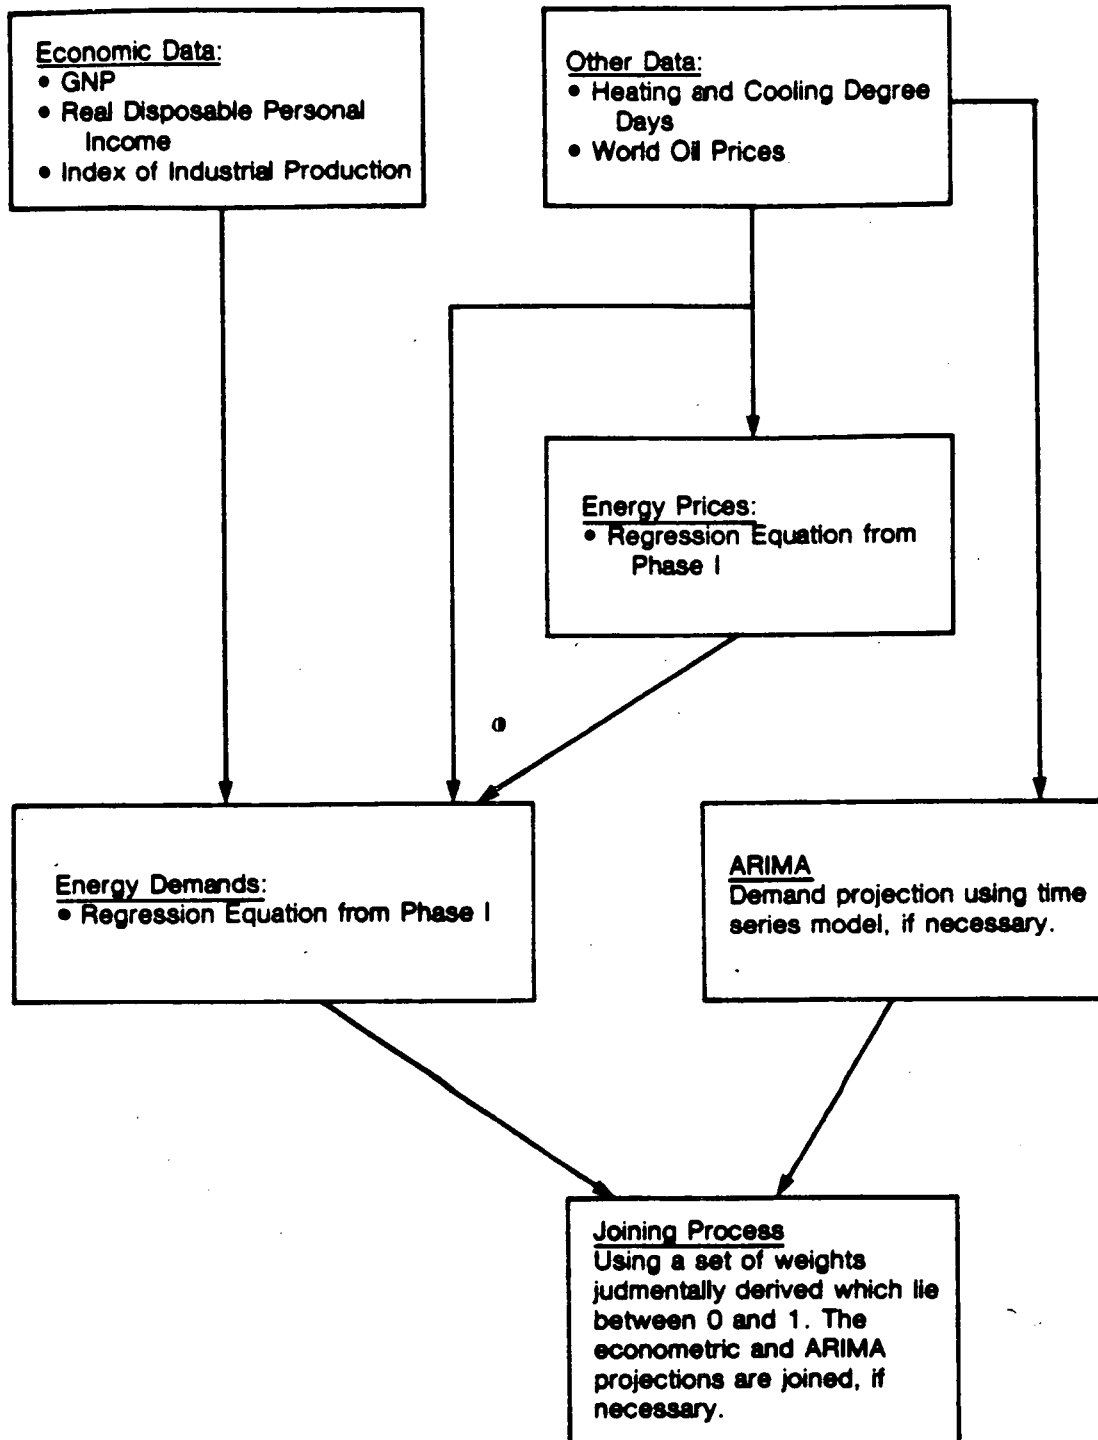 Economic Data:
• GNP
• Real Disposable Personal
Income
• Index of Industrial Production
Other Data:
• Heating and Cooling Degree
Days
• World Oil Prices
Energy Prices:
• Regression Equation from
Phase I
Energy Demands:
• Regression Equation from Phase I
ARIMA
Demand projection using time
series model, if necessary.
Joining Process
Using a set of weights
judmentally derived which lie
between 0 and 1. The
econometric and ARIMA
projections are joined, if
necessary.